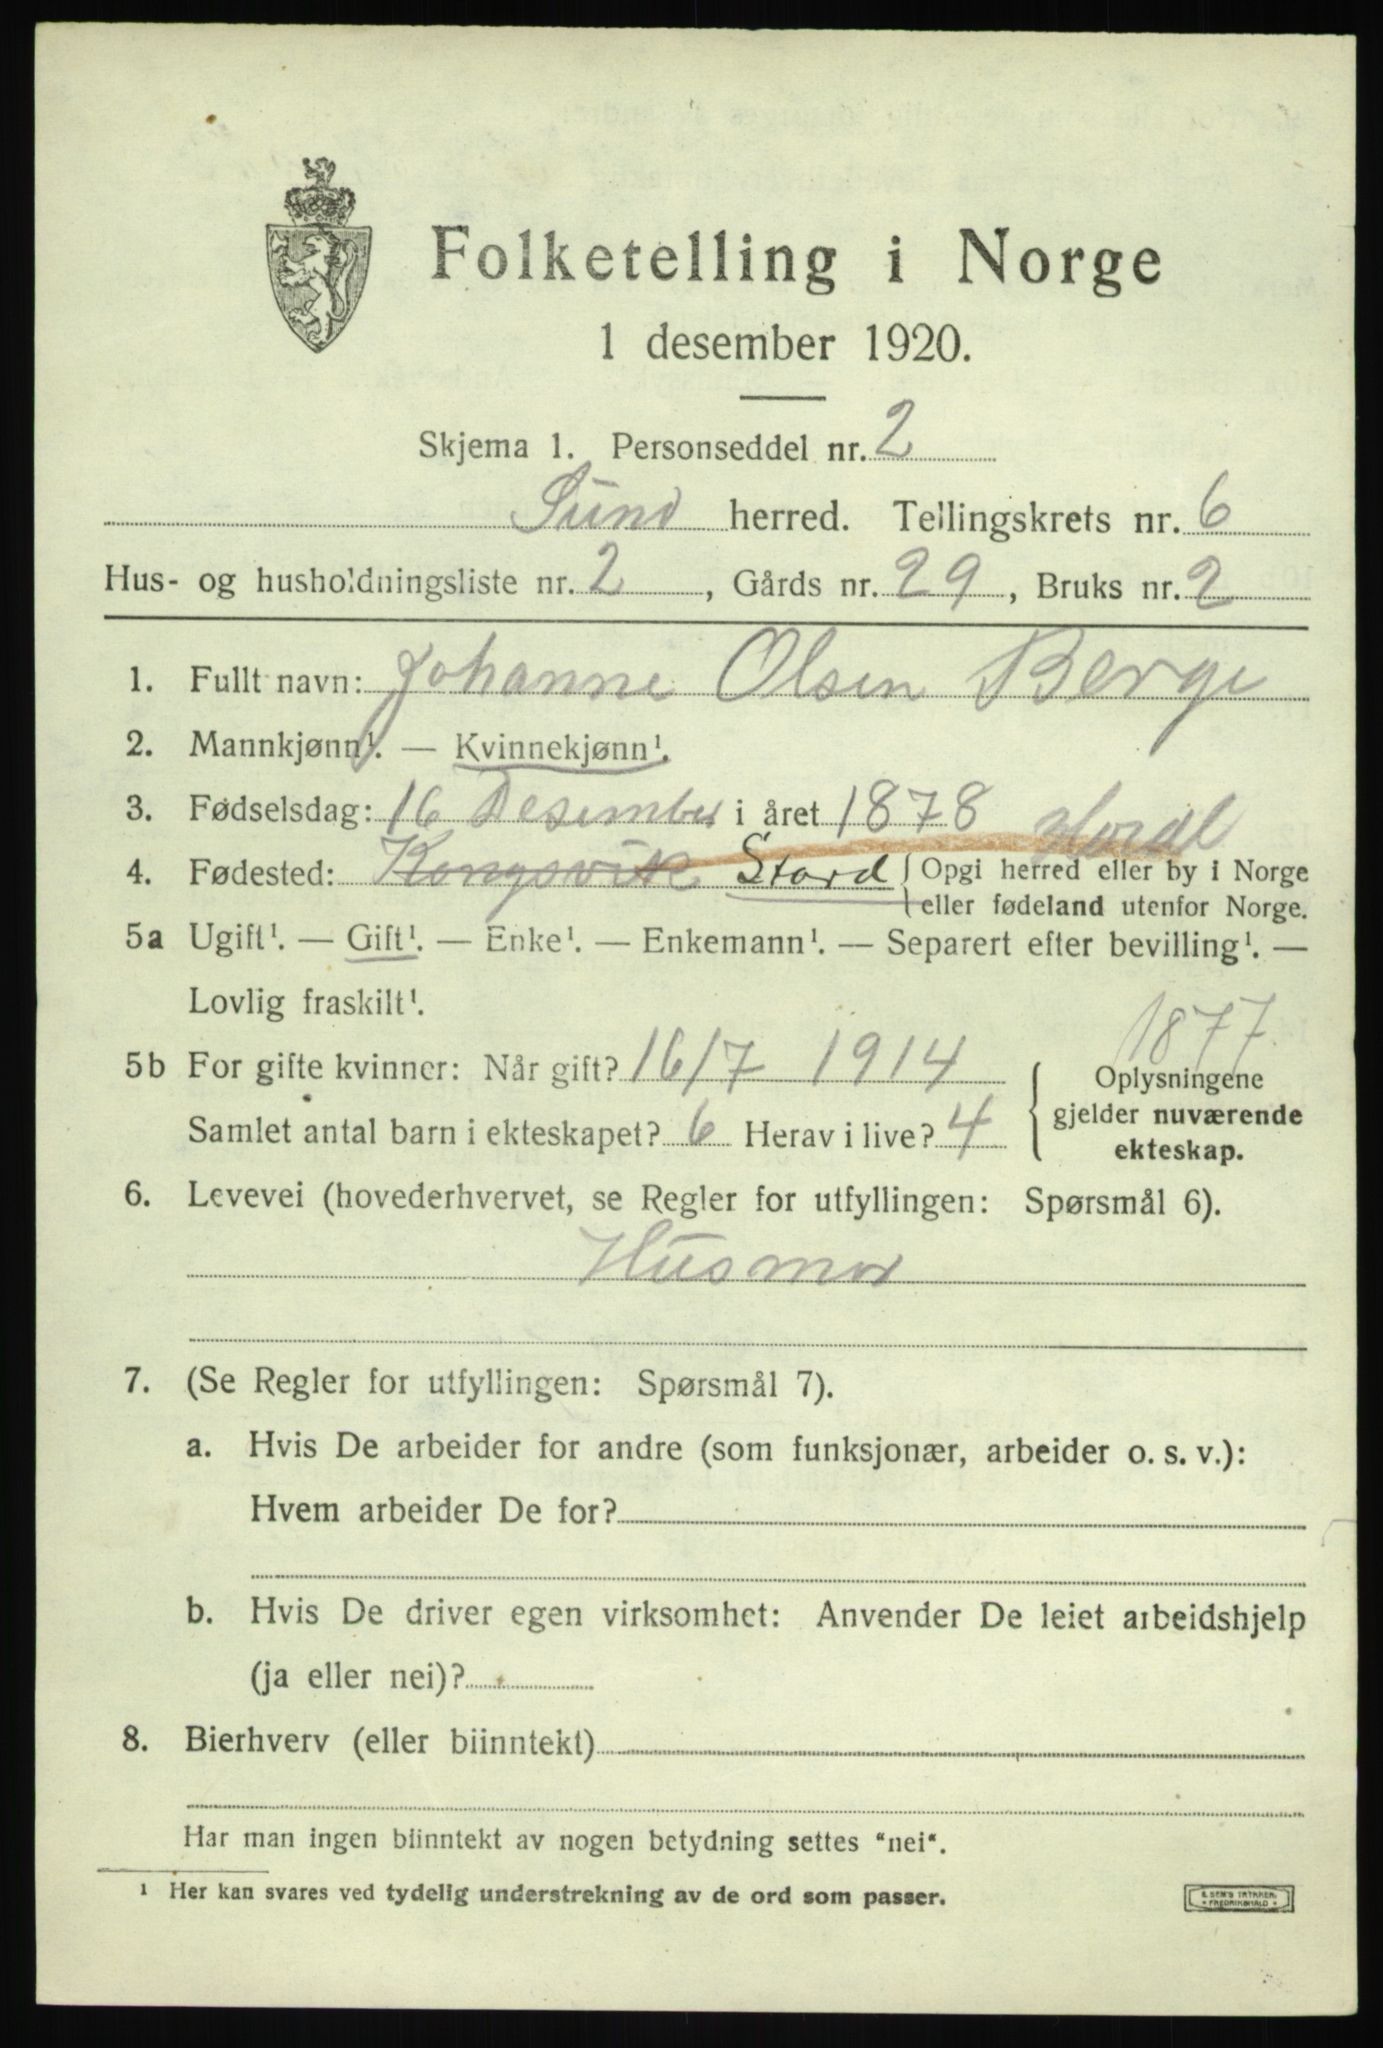 Folketelling i Norge
1 desember 1920.
Skjema 1. Personseddel nr. 2
Sund herred. Tellingskrets nr. 6
Hus- og husholdningsliste nr. 2, Gårds nr. 29, Bruks nr. 2
1. Fullt navn: Johanne Olsen Berge
2. Mannkjønn¹. — Kvinnekjønn¹.
3. Fødselsdag: 16 Desember i året 1878
Hordl
4. Fødested: Kongsvik Stord { Opgi herred eller by i Norge
eller fødeland utenfor Norge.
5a Ugift¹. — Gift¹. — Enke¹. — Enkemann¹. — Separert efter bevilling¹. —
Lovlig fraskilt¹.
1877
5b For gifte kvinner: Når gift? 16/7 1914 { Oplysningene
gjelder nuværende
Samlet antal barn i ekteskapet? 6 Herav i live? 4
ekteskap.
6. Levevei (hovederhvervet, se Regler for utfyllingen: Spørsmål 6).
Husmor
7. (Se Regler for utfyllingen: Spørsmål 7).
a. Hvis De arbeider for andre (som funksjonær, arbeider o. s. v.):
Hvem arbeider De for?
b. Hvis De driver egen virksomhet: Anvender De leiet arbeidshjelp
(ja eller nei)?
8. Bierhverv (eller biinntekt)
Har man ingen biinntekt av nogen betydning settes "nei".
¹ Her kan svares ved tydelig understrekning av de ord som passer.
E. SEM'S TRYKKERI
FREDRIKSHALD